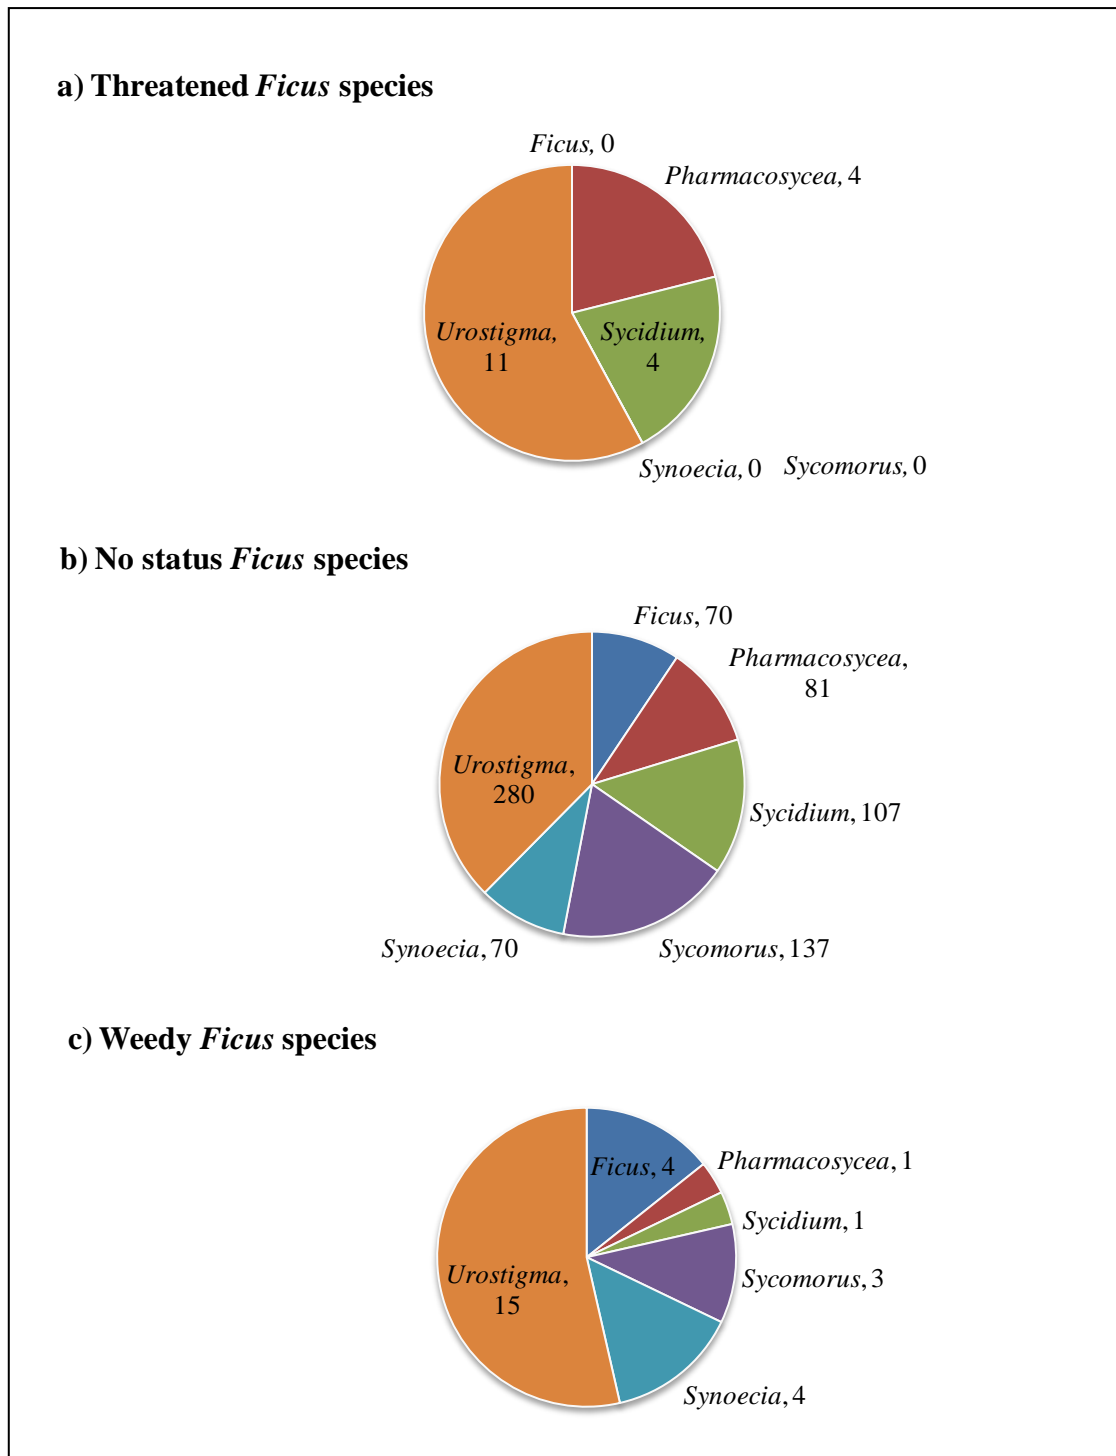 a) Threatened Ficus species
Ficus, 0
Pharmacosycea, 4
Urostigma,
11
Sycidium,
4
Synoecia, 0
Sycomorus, 0
b) No status Ficus species
Ficus, 70
Pharmacosycea,
81
Urostigma,
280
Sycidium, 107
Synoecia, 70
Sycomorus, 137
c) Weedy Ficus species
Ficus, 4
Pharmacosycea, 1
Sycidium, 1
Urostigma,
15
Sycomorus, 3
Synoecia, 4